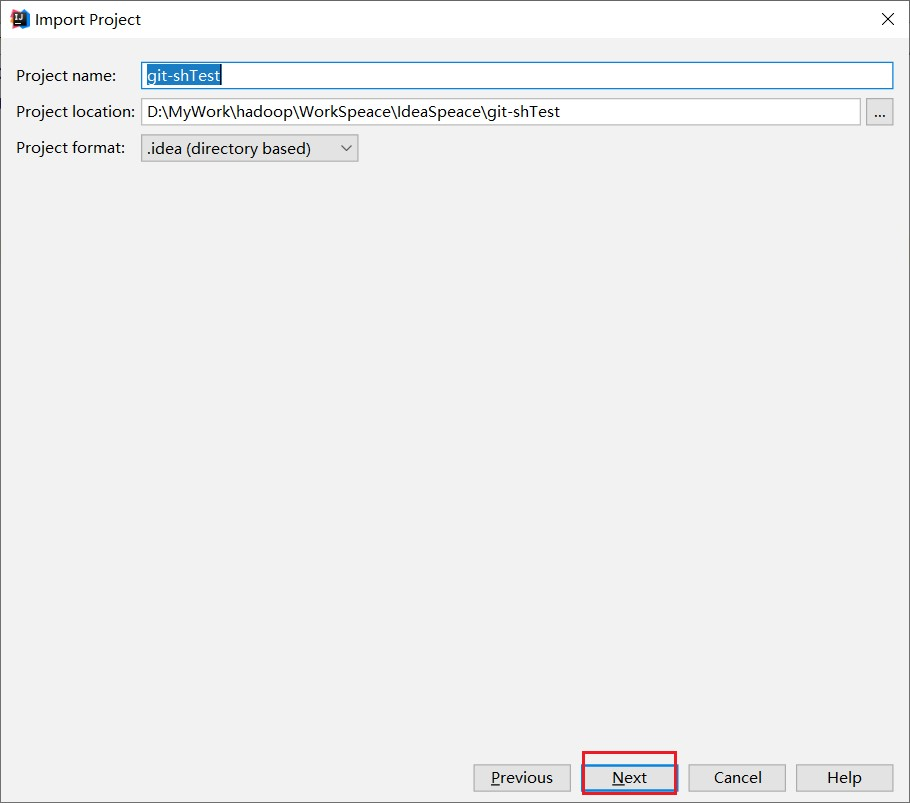 Import Project
Project name: git-shTest
Project location: D:\MyWork\hadoop\WorkSpeace\IdeaSpeace\git-shTest ...
Project format: .idea (directory based)
Previous Next Cancel Help